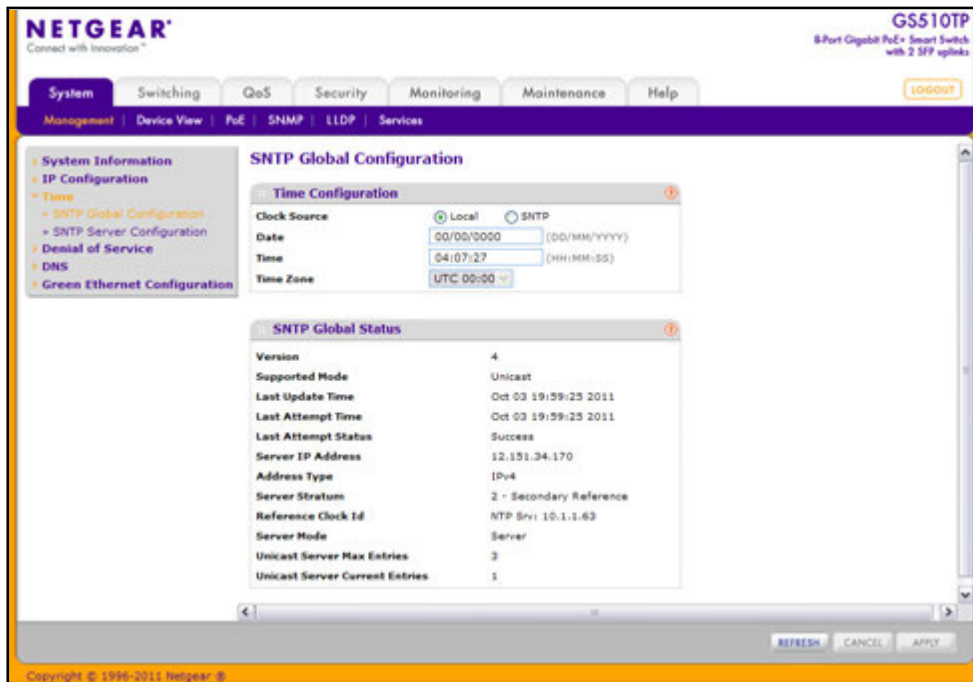 NETGEAR®
Connect with Innovation™
GS510TP
8-Port Gigabit PoE+ Smart Switch
with 2 SFP uplinks
System Switching QoS Security Monitoring Maintenance Help LOGOUT
Management | Device View | PoE | SNMP | LLDP | Services
System Information
IP Configuration
Time
» SNTP Global Configuration
» SNTP Server Configuration
Denial of Service
DNS
Green Ethernet Configuration
SNTP Global Configuration
Time Configuration ?
Clock Source Local SNTP
Date 00/00/0000 (DD/MM/YYYY)
Time 04:07:27 (HH:MM:SS)
Time Zone UTC 00:00
SNTP Global Status ?
Version 4
Supported Mode Unicast
Last Update Time Oct 03 19:59:25 2011
Last Attempt Time Oct 03 19:59:25 2011
Last Attempt Status Success
Server IP Address 12.151.34.170
Address Type IPv4
Server Stratum 2 - Secondary Reference
Reference Clock Id NTP Srv: 10.1.1.63
Server Mode Server
Unicast Server Max Entries 3
Unicast Server Current Entries 1
REFRESH CANCEL APPLY
Copyright © 1996-2011 Netgear ®